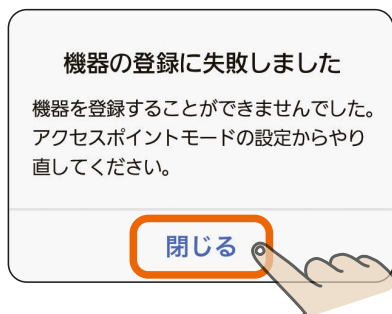 機器の登録に失敗しました
機器を登録することができませんでした。
アクセスポイントモードの設定からやり
直してください。
閉じる